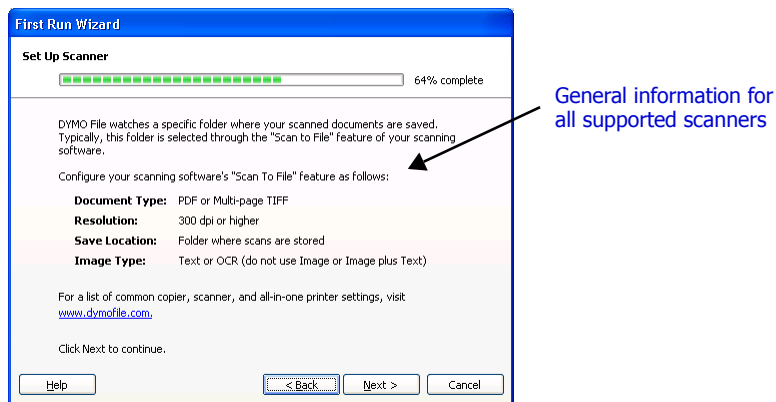 First Run Wizard
Set Up Scanner
64% complete
DYMO File watches a specific folder where your scanned documents are saved.
Typically, this folder is selected through the "Scan to File" feature of your scanning
software.
Configure your scanning software's "Scan To File" feature as follows:
Document Type: PDF or Multi-page TIFF
Resolution: 300 dpi or higher
Save Location: Folder where scans are stored
Image Type: Text or OCR (do not use Image or Image plus Text)
For a list of common copier, scanner, and all-in-one printer settings, visit
www.dymofile.com.
Click Next to continue.
Help
< Back
Next >
Cancel
General information for
all supported scanners